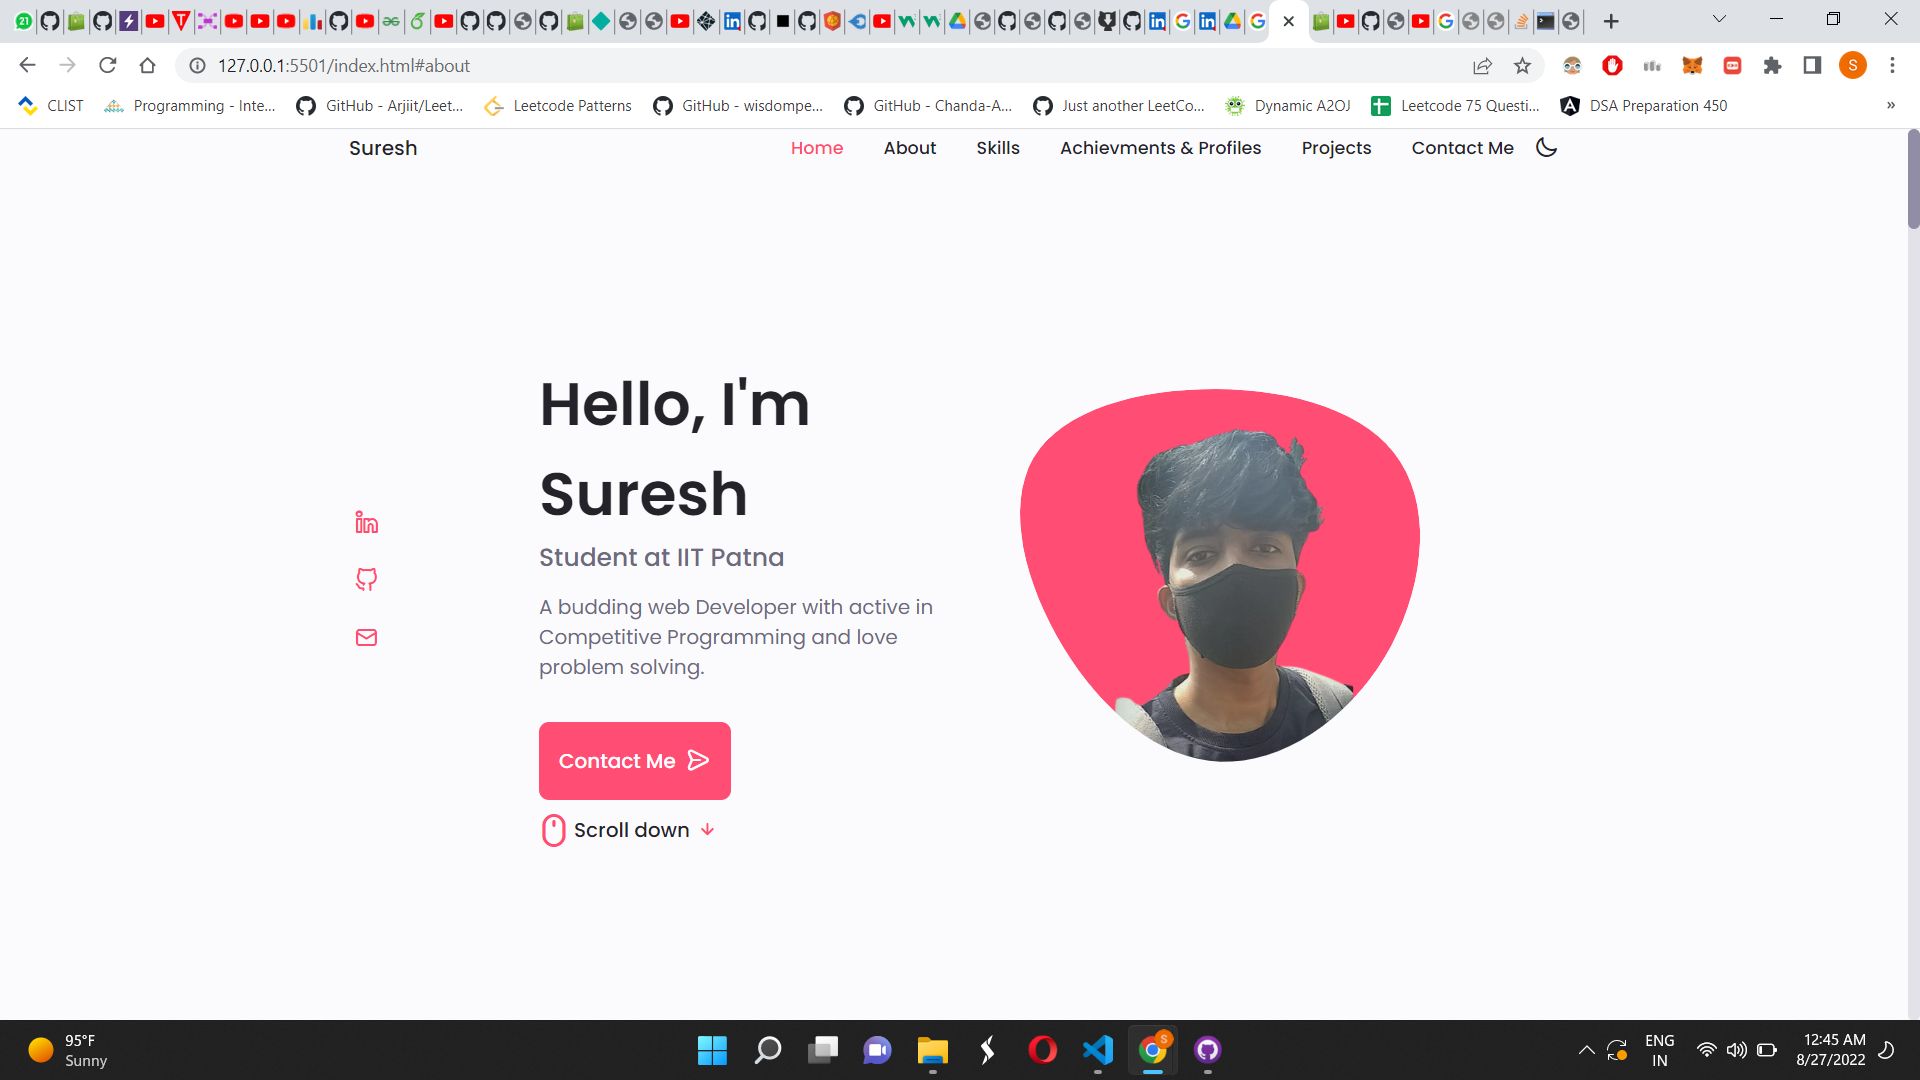 21
127.0.0.1:5501/index.html#about
S
CLIST
Programming - Inte...
GitHub - Arjiit/Leet...
Leetcode Patterns
GitHub - wisdompe...
GitHub - Chanda-A...
Just another LeetCo...
Dynamic A2OJ
Leetcode 75 Questi...
DSA Preparation 450
»
Suresh
Home
About
Skills
Achievments & Profiles
Projects
Contact Me
Hello, I'm
Suresh
Student at IIT Patna
A budding web Developer with active in
Competitive Programming and love
problem solving.
Contact Me
Scroll down
95°F
Sunny
S
ENG
IN
12:45 AM
8/27/2022